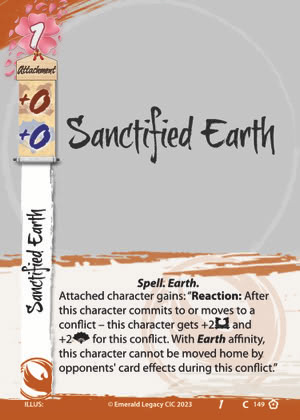 1
Attachment
+0
+0
Sanctified Earth
Sanctified Earth
Spell. Earth.
Attached character gains: “Reaction: After
this character commits to or moves to a
conflict – this character gets +2 and
+2 for this conflict. With Earth affinity,
this character cannot be moved home by
opponents' card effects during this conflict.”
ILLUS:
© Emerald Legacy CIC 2023
1
C
149